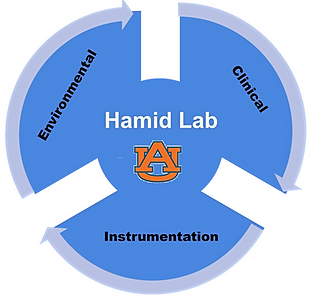 Environmental
Clinical
Hamid Lab
AU
Instrumentation